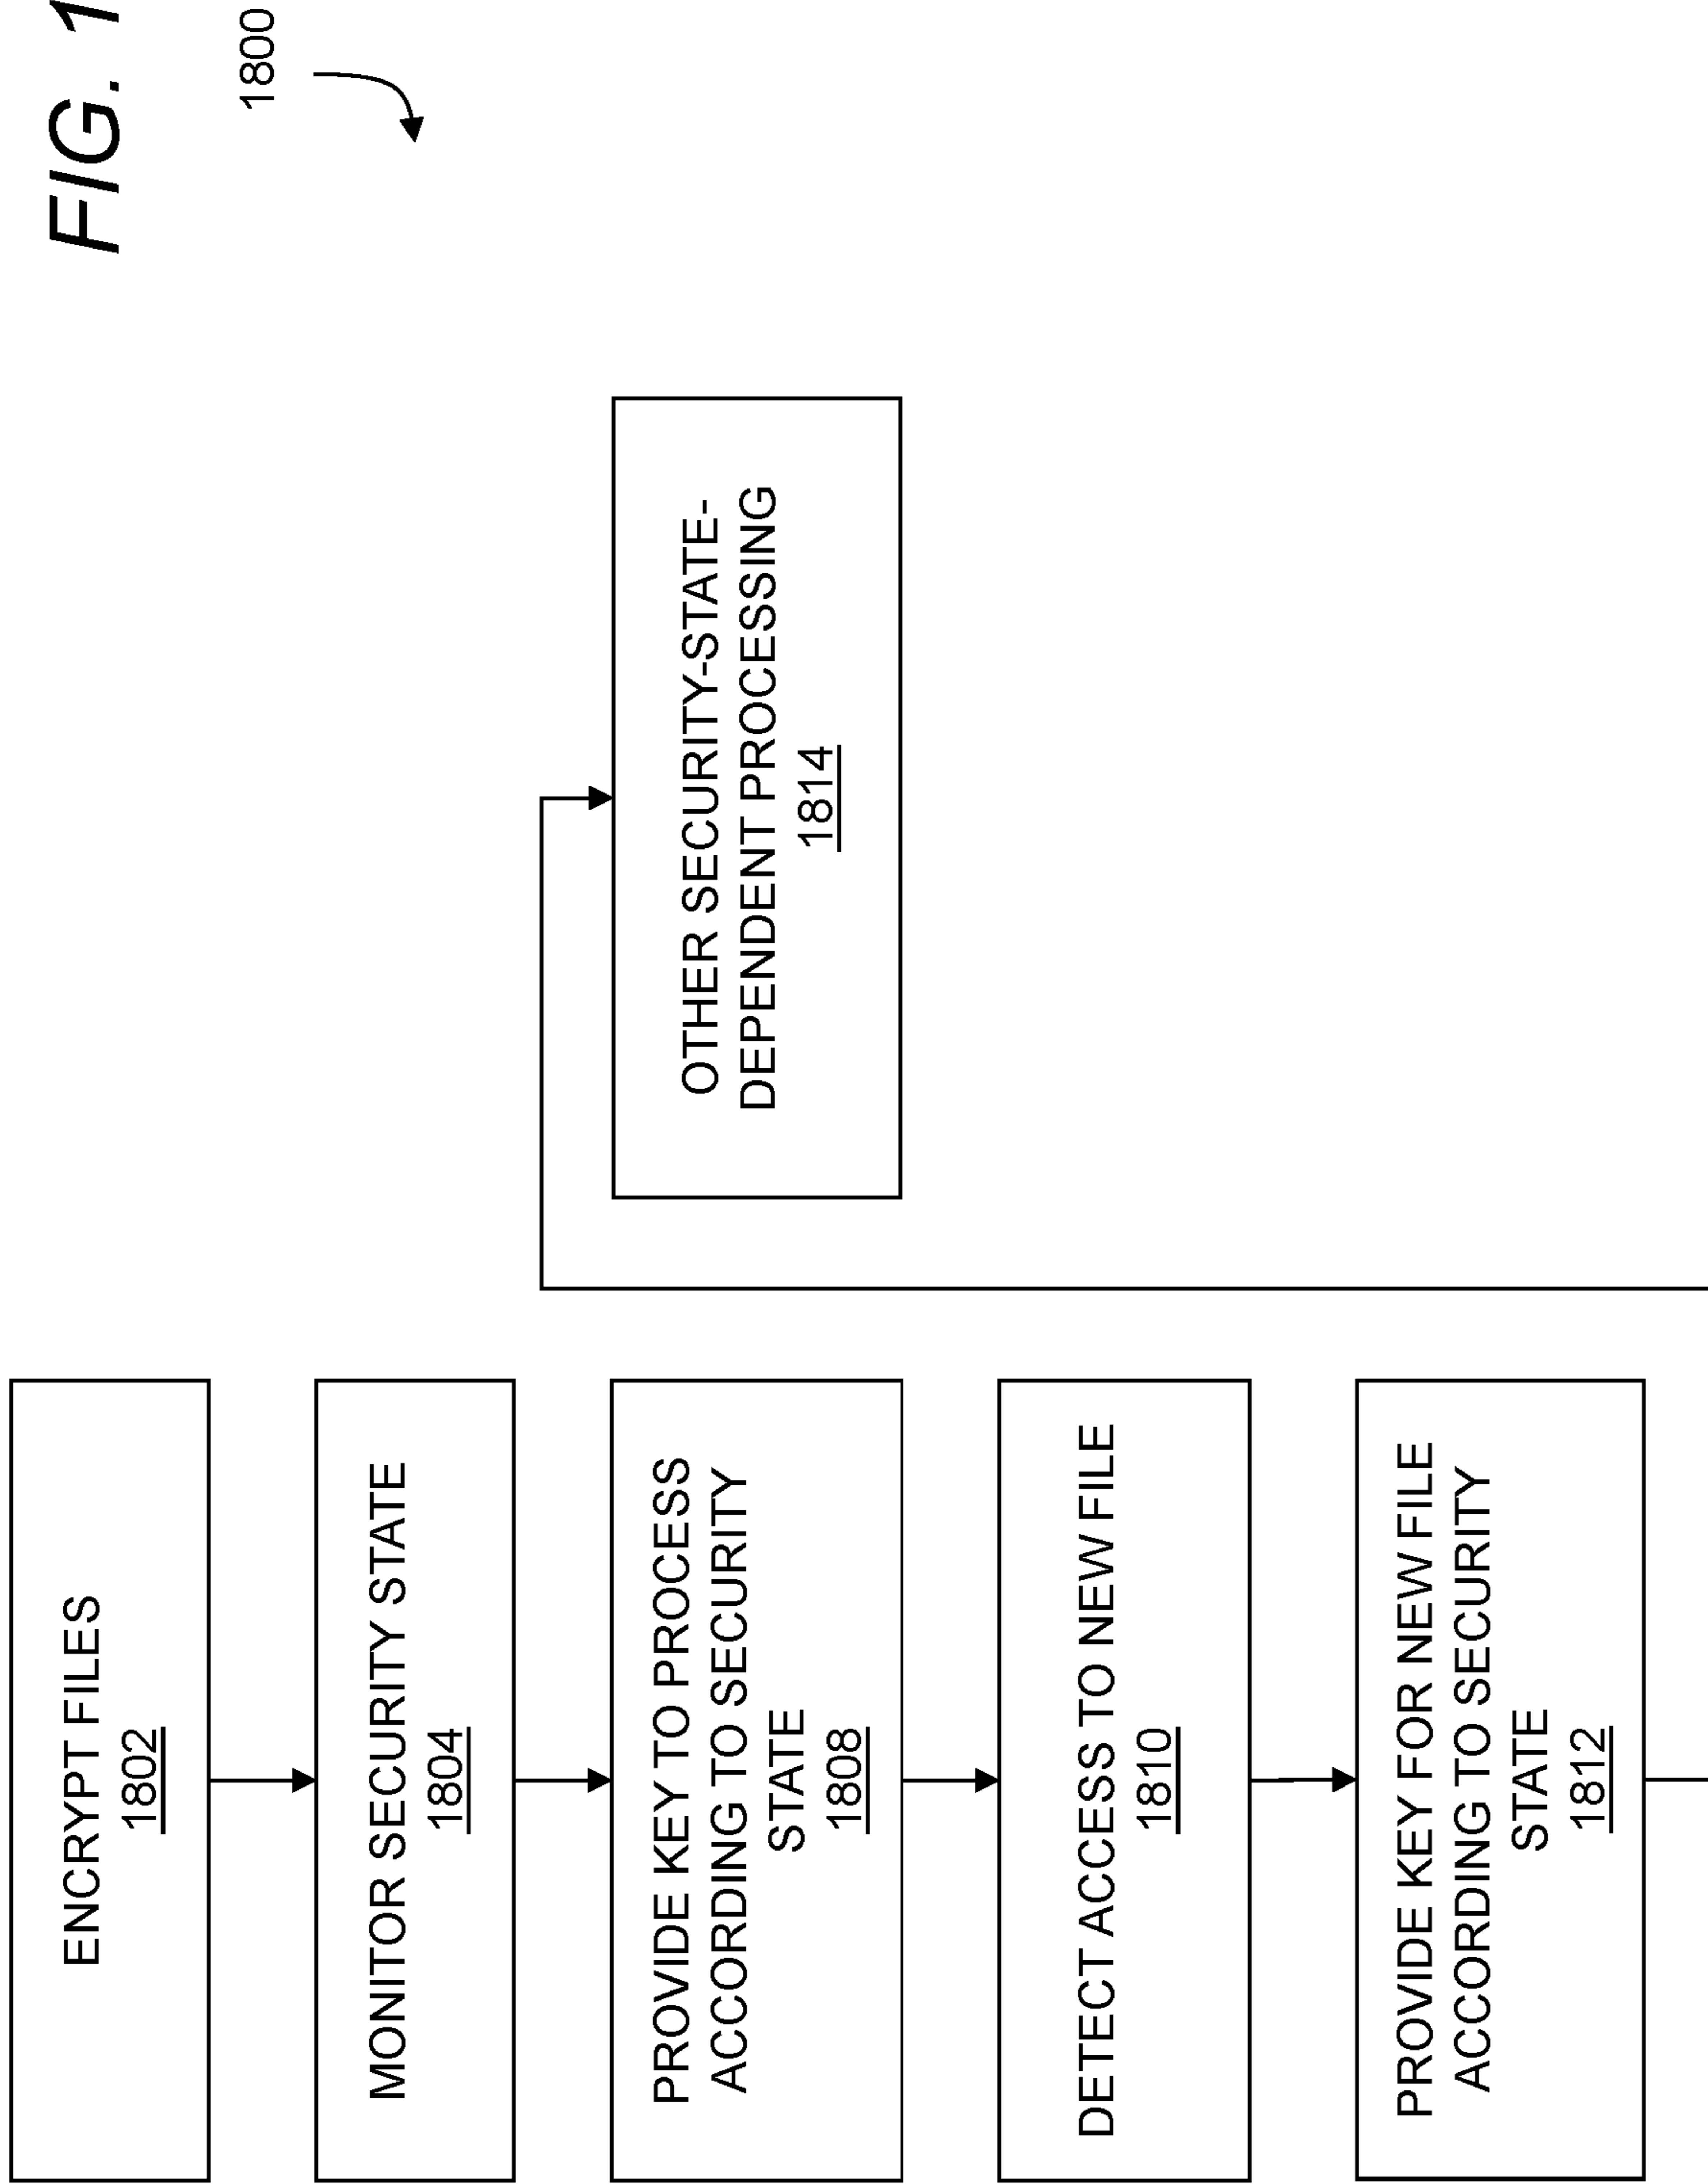 FIG. 1
1800
ENCRYPT FILES
1802
MONITOR SECURITY STATE
1804
PROVIDE KEY TO PROCESS
ACCORDING TO SECURITY
STATE
1808
DETECT ACCESS TO NEW FILE
1810
PROVIDE KEY FOR NEW FILE
ACCORDING TO SECURITY
STATE
1812
OTHER SECURITY-STATE-
DEPENDENT PROCESSING
1814